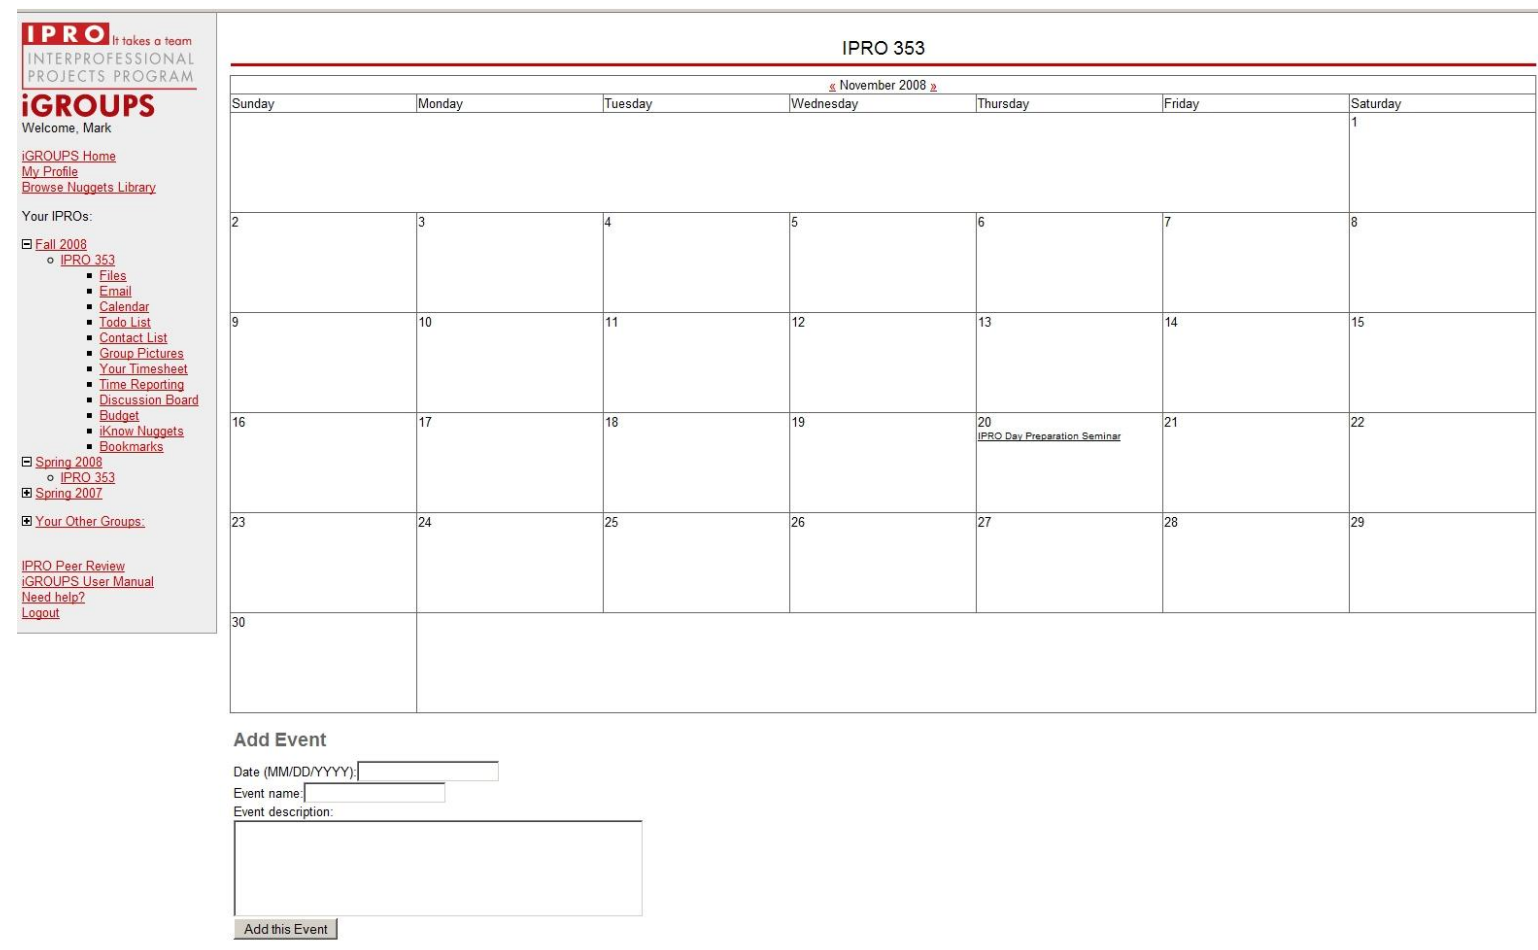 IPRO It takes a team
INTERPROFESSIONAL
PROJECTS PROGRAM
iGROUPS
Welcome, Mark
iGROUPS Home
My Profile
Browse Nuggets Library
Your IPROs:
Fall 2008
IPRO 353
Files
Email
Calendar
Todo List
Contact List
Group Pictures
Your Timesheet
Time Reporting
Discussion Board
Budget
iKnow Nuggets
Bookmarks
Spring 2008
IPRO 353
Spring 2007
Your Other Groups:
IPRO Peer Review
iGROUPS User Manual
Need help?
Logout
IPRO 353
« November 2008 »
Sunday Monday Tuesday Wednesday Thursday Friday Saturday
1
2 3 4 5 6 7 8
9 10 11 12 13 14 15
16 17 18 19 20 21 22
IPRO Day Preparation Seminar
23 24 25 26 27 28 29
30
Add Event
Date (MM/DD/YYYY):
Event name:
Event description:
Add this Event